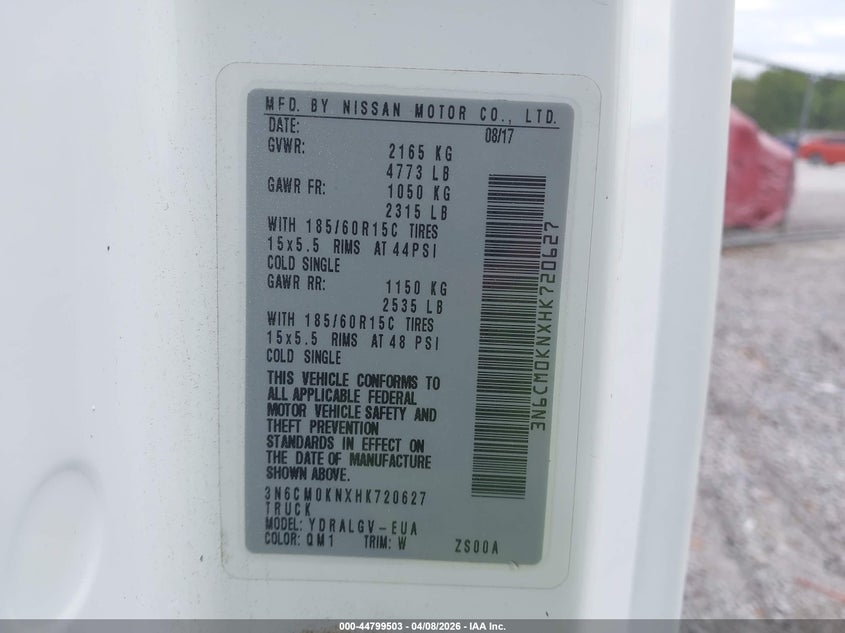 MFD. BY NISSAN MOTOR CO., LTD.
DATE: 08/17
GVWR: 2165 KG
4773 LB
GAWR FR: 1050 KG
2315 LB
WITH 185/60R15C TIRES
15x5.5 RIMS AT 44PSI
COLD SINGLE
GAWR RR: 1150 KG
2535 LB
WITH 185/60R15C TIRES
15x5.5 RIMS AT 48 PSI
COLD SINGLE
THIS VEHICLE CONFORMS TO
ALL APPLICABLE FEDERAL
MOTOR VEHICLE SAFETY AND
THEFT PREVENTION
STANDARDS IN EFFECT ON
THE DATE OF MANUFACTURE
SHOWN ABOVE.
3N6CM0KNXHK720627
TRUCK
MODEL: YDRALGV-EUA
COLOR: QM1 TRIM: W ZS00A
3N6CM0KNXHK720627
000-44799503 - 04/08/2026 - IAA Inc.